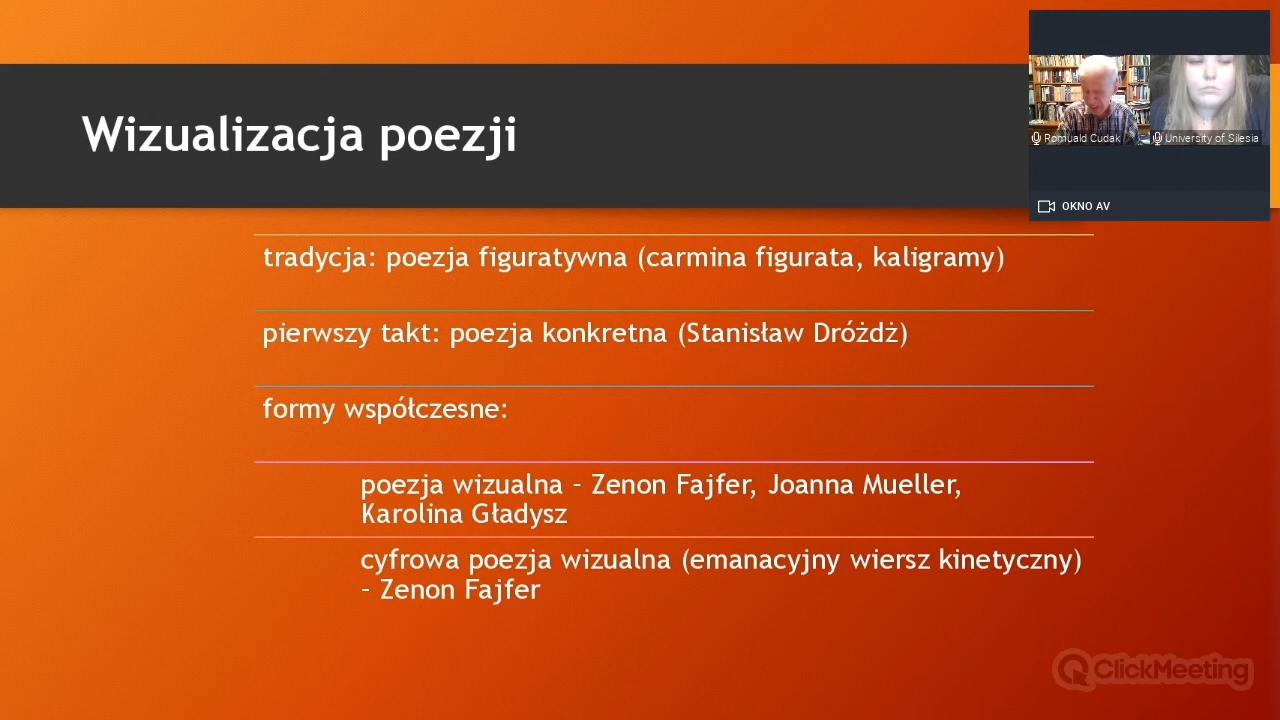 Wizualizacja poezji
Romuald Cudak
University of Silesia
OKNO AV
tradycja: poezja figuratywna (carmina figurata, kaligramy)
pierwszy takt: poezja konkretna (Stanisław Dróżdż)
formy współczesne:
poezja wizualna – Zenon Fajfer, Joanna Mueller,
Karolina Gładysz
cyfrowa poezja wizualna (emanacyjny wiersz kinetyczny)
– Zenon Fajfer
ClickMeeting